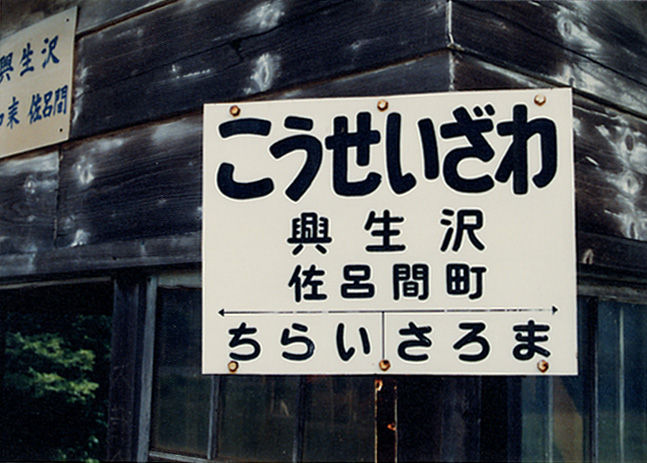 興生沢
佐呂間
こうせいざわ
興生沢
佐呂間町
ちらい さろま